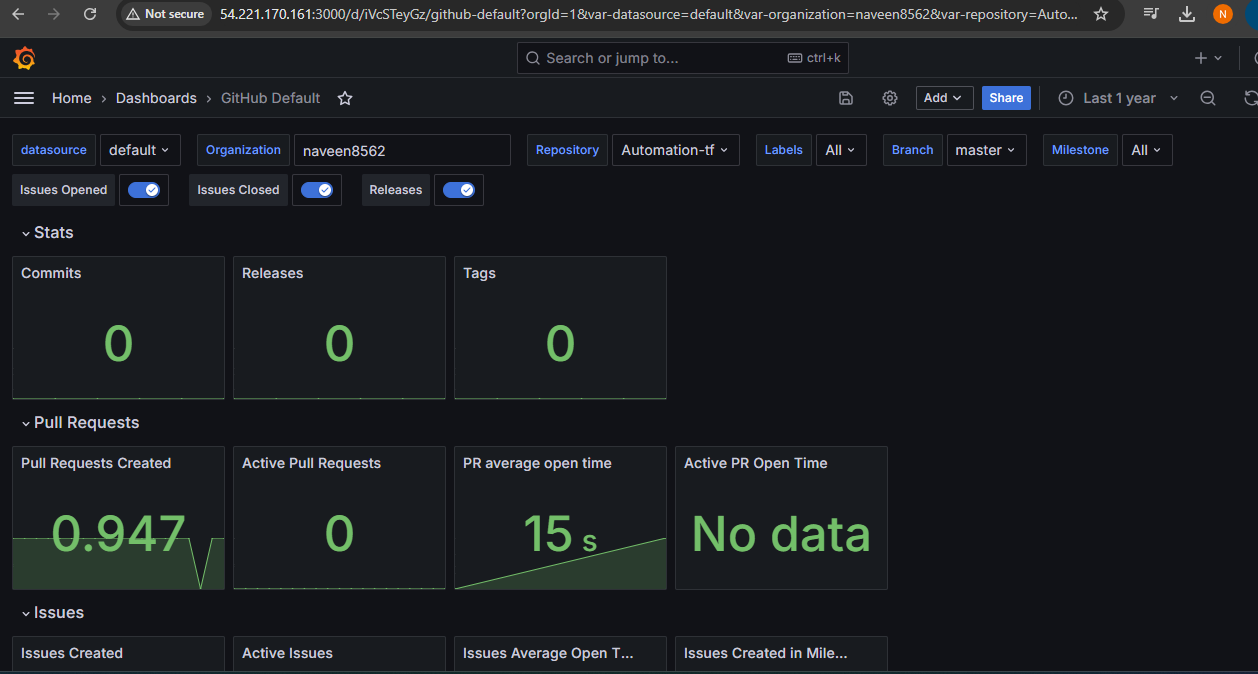 Not secure 54.221.170.161:3000/d/iVcSTeyGz/github-default?orgId=1&var-datasource=default&var-organization=naveen8562&var-repository=Auto... N
Search or jump to... ctrl+k
Home › Dashboards › GitHub Default Add Share Last 1 year
datasource default Organization naveen8562 Repository Automation-tf Labels All Branch master Milestone All
Issues Opened Issues Closed Releases
Stats
Commits Releases Tags
0 0 0
Pull Requests
Pull Requests Created Active Pull Requests PR average open time Active PR Open Time
0.947 0 15 s No data
Issues
Issues Created Active Issues Issues Average Open T... Issues Created in Mile...